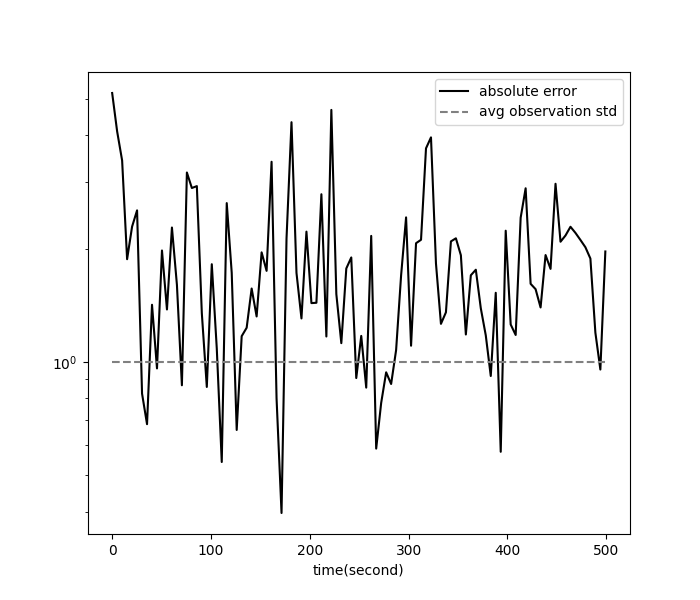 absolute error
avg observation std
10⁰
0 100 200 300 400 500
time(second)